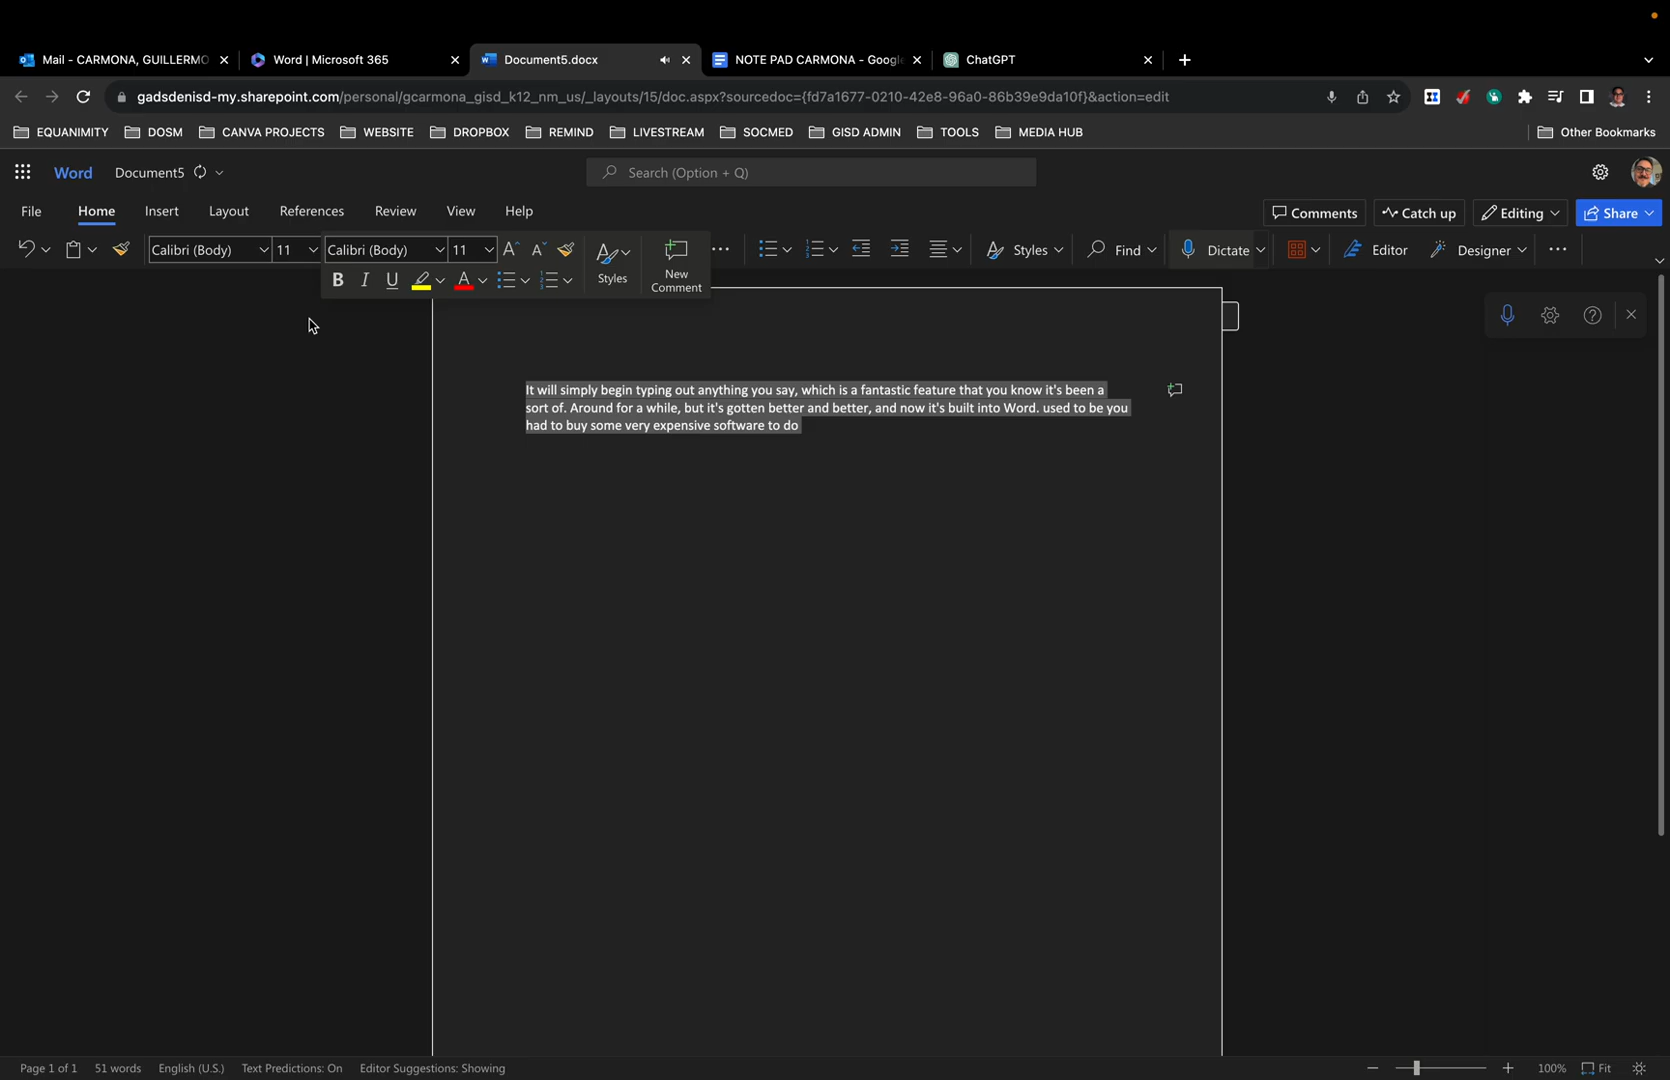 Mail - CARMONA, GUILLERMO
Word | Microsoft 365
Document5.docx
NOTE PAD CARMONA - Google
ChatGPT
gadsdenisd-my.sharepoint.com/personal/gcarmona_gisd_k12_nm_us/_layouts/15/doc.aspx?sourcedoc={fd7a1677-0210-42e8-96a0-86b39e9da10f}&action=edit
EQUANIMITY DOSM CANVA PROJECTS WEBSITE DROPBOX REMIND LIVESTREAM SOCMED GISD ADMIN TOOLS MEDIA HUB Other Bookmarks
Word Document5 Search (Option + Q)
File Home Insert Layout References Review View Help Comments Catch up Editing Share
Calibri (Body) 11 Calibri (Body) 11 Styles Find Dictate Editor Designer
B I U A Styles New Comment
It will simply begin typing out anything you say, which is a fantastic feature that you know it's been a
sort of. Around for a while, but it's gotten better and better, and now it's built into Word. used to be you
had to buy some very expensive software to do
Page 1 of 1 51 words English (U.S.) Text Predictions: On Editor Suggestions: Showing 100% Fit